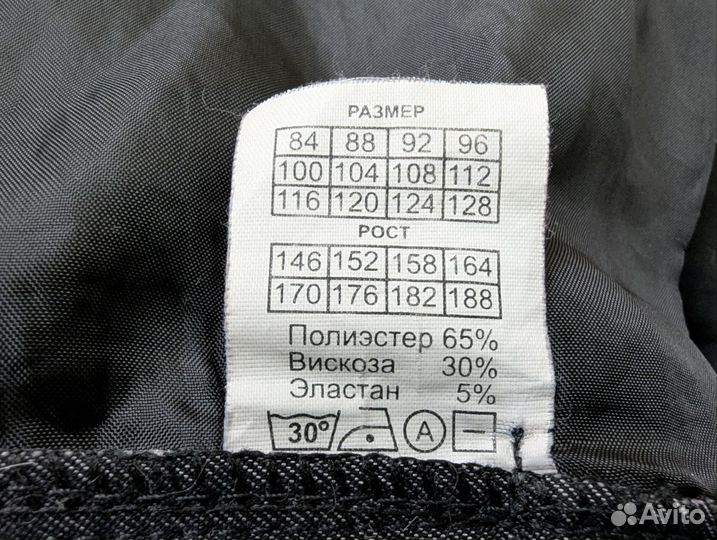 РАЗМЕР
84 88 92 96
100 104 108 112
116 120 124 128
РОСТ
146 152 158 164
170 176 182 188
Полиэстер 65%
Вискоза 30%
Эластан 5%
30° A
Avito